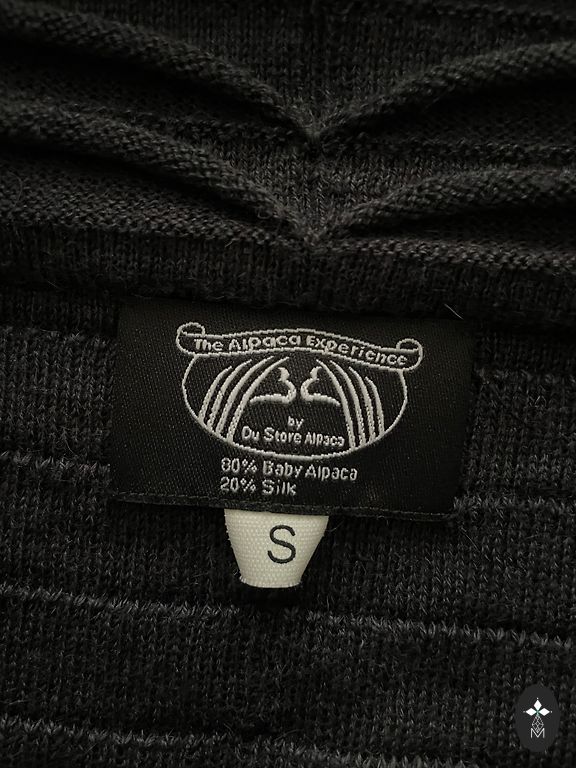 The Alpaca Experience
by
Du Store Alpaca
80% Baby Alpaca
20% Silk
S
M